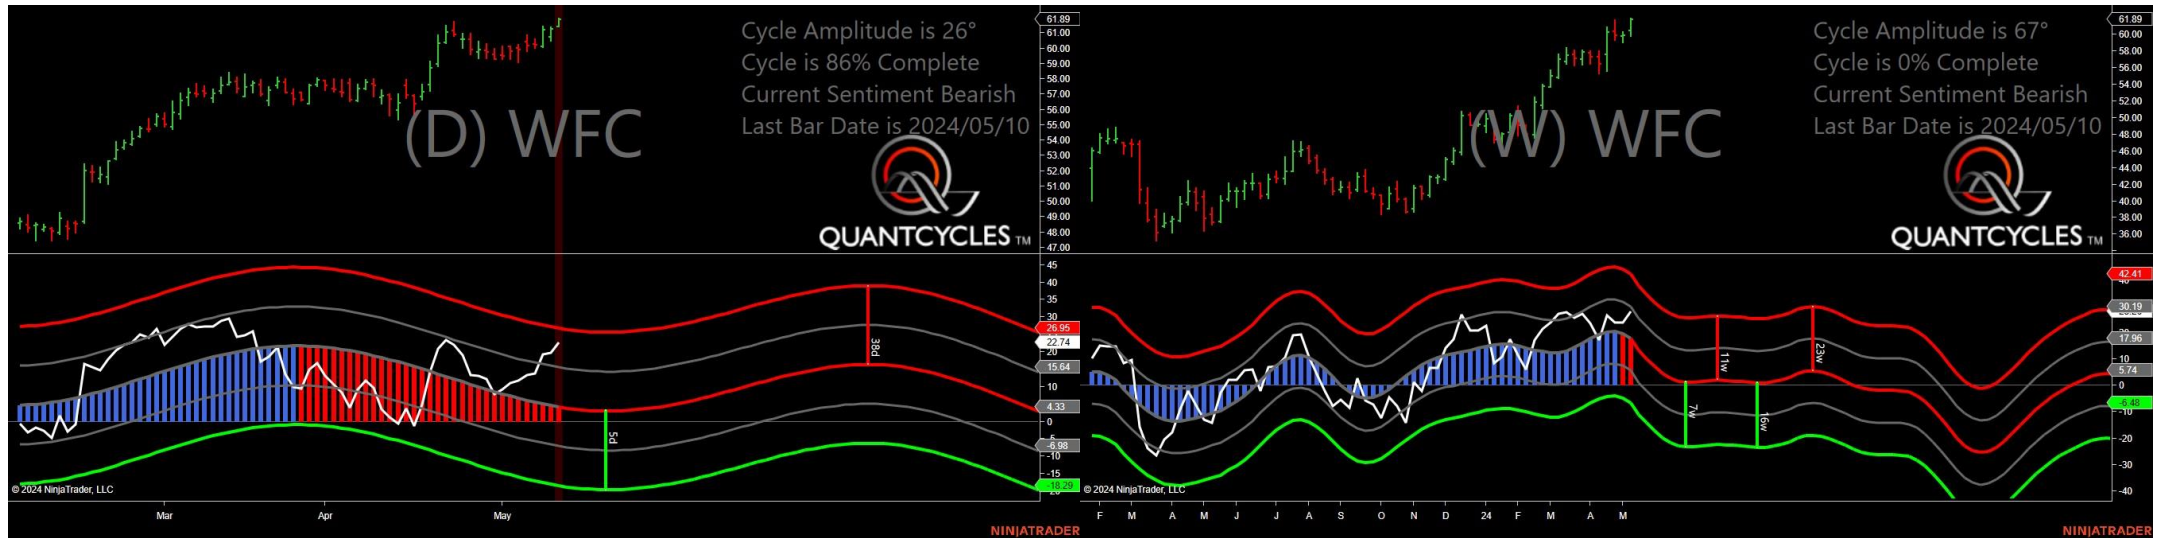 Cycle Amplitude is 26°
Cycle is 86% Complete
Current Sentiment Bearish
Last Bar Date is 2024/05/10
(D) WFC
QUANTCYCLES TM
61.89
61.00
60.00
59.00
58.00
57.00
56.00
55.00
54.00
53.00
52.00
51.00
50.00
49.00
48.00
47.00
45
40
35
30
26.95
22.74
20
15.64
10
4.33
0
-6.98
-10
-15
-18.29
38d
5d
© 2024 NinjaTrader, LLC
Mar
Apr
May
NINJATRADER
Cycle Amplitude is 67°
Cycle is 0% Complete
Current Sentiment Bearish
Last Bar Date is 2024/05/10
(W) WFC
QUANTCYCLES TM
61.89
60.00
58.00
56.00
54.00
52.00
50.00
48.00
46.00
44.00
42.00
40.00
38.00
36.00
42.41
30.19
17.96
10
5.74
0
-6.48
-10
-20
-30
-40
11w
23w
7w
16w
© 2024 NinjaTrader, LLC
F M A M J J A S O N D 24 F M A M
NINJATRADER